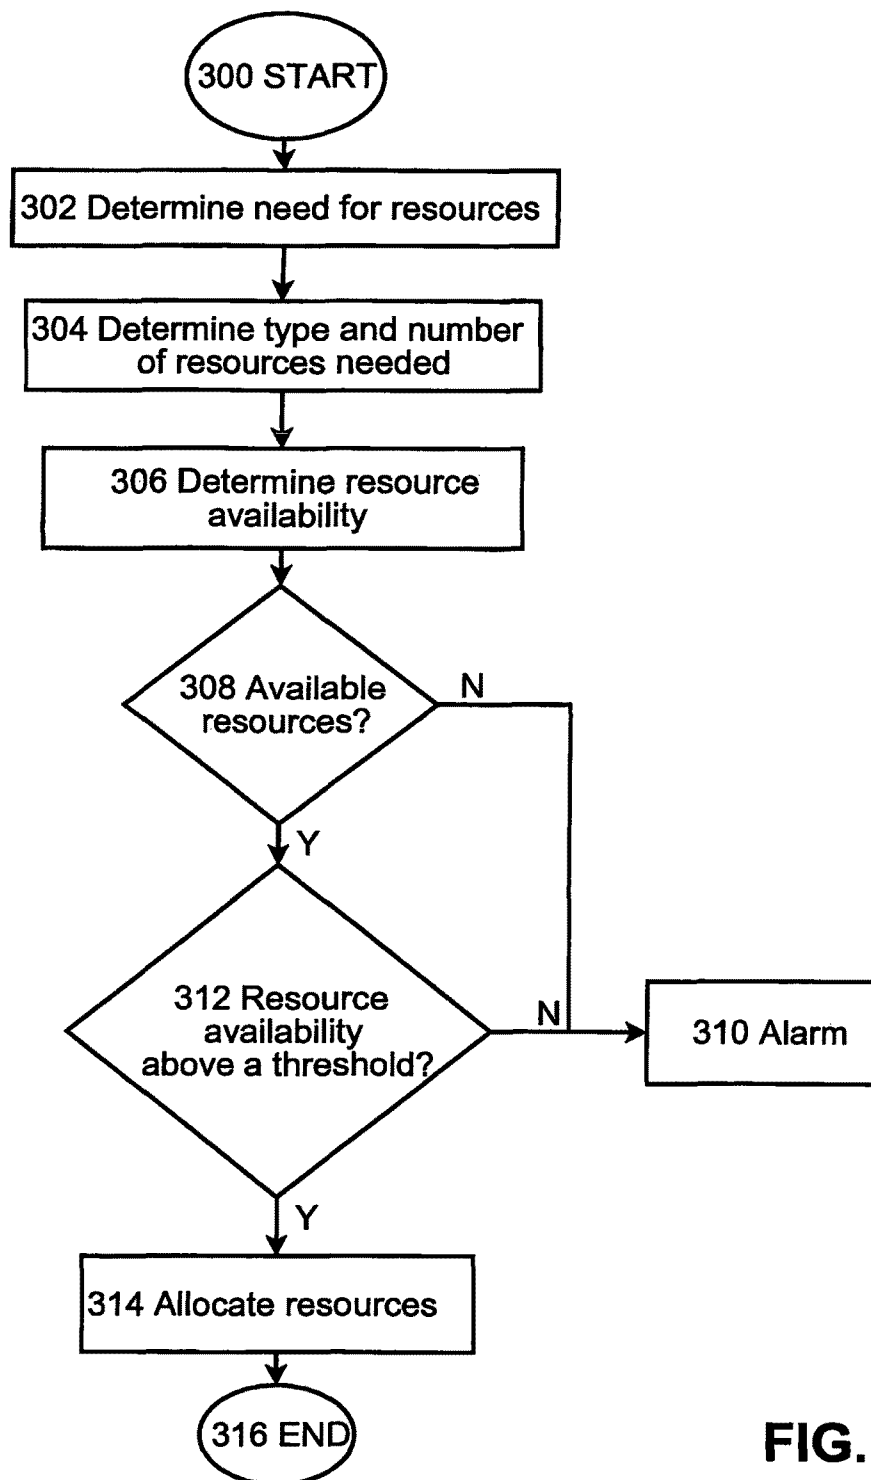 300 START
302 Determine need for resources
304 Determine type and number
of resources needed
306 Determine resource
availability
308 Available
resources?
N
Y
312 Resource
availability
above a threshold?
N
310 Alarm
Y
314 Allocate resources
316 END
FIG.